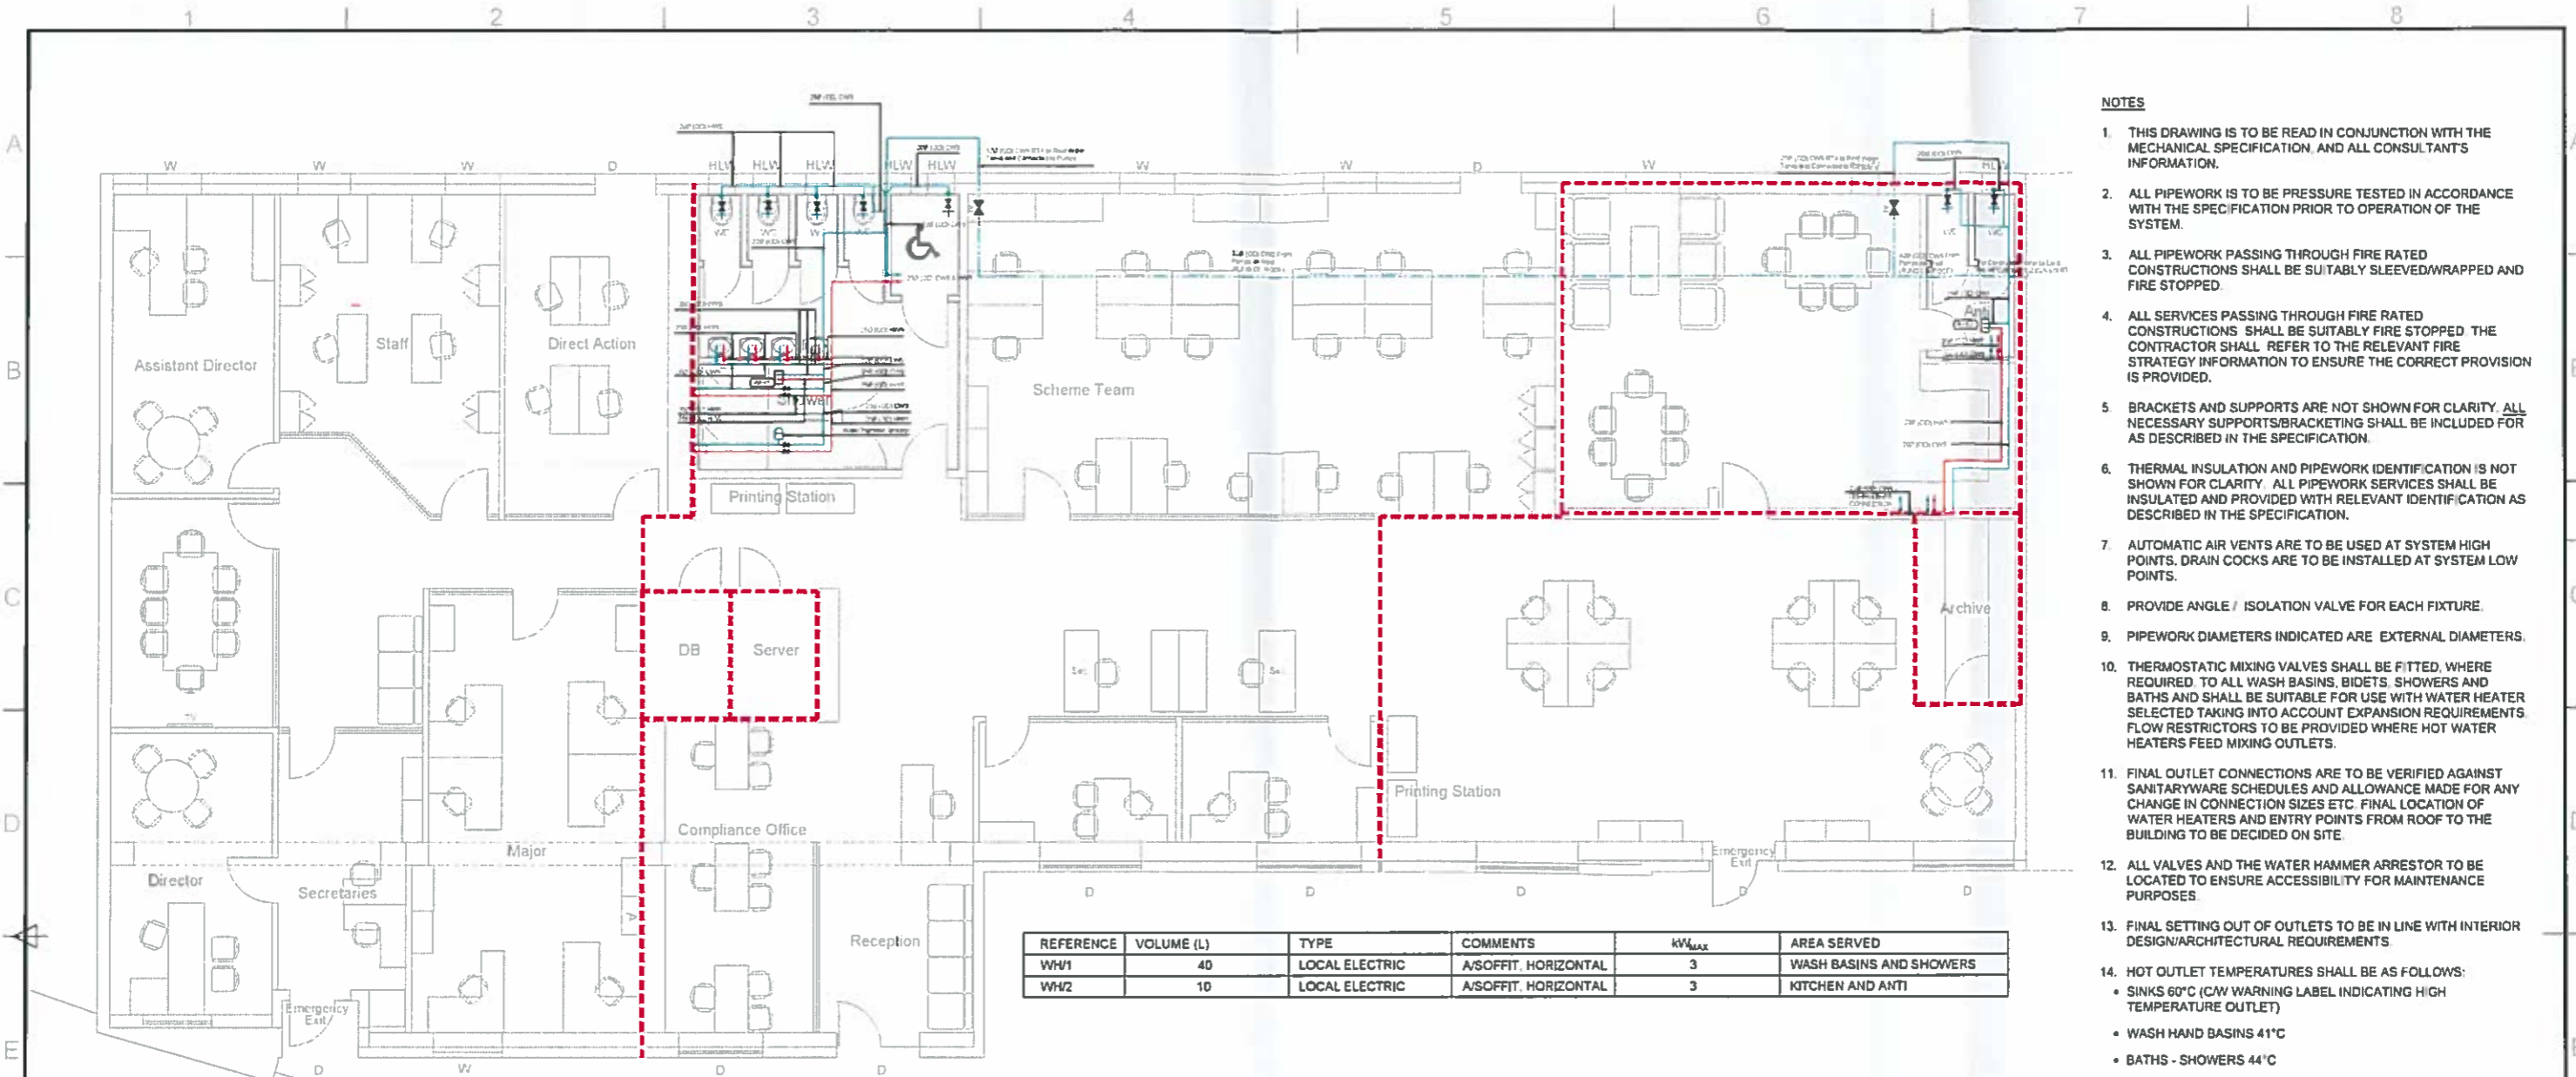 1 2 3 4 5 6 7 8
A
B
C
D
E
W W W D HLW HLW HLW HLW HLW W W D W
WC
Assistant Director
Staff
Direct Action
Shower
Scheme Team
Printing Station
DB
Server
Archive
Printing Station
Compliance Office
Major
Director
Secretaries
Emergency
Exit
Reception
Emergency
Exit
D D D D D
D W D D
REFERENCE VOLUME (L) TYPE COMMENTS kWMAX AREA SERVED
WH/1 40 LOCAL ELECTRIC A/SOFFIT. HORIZONTAL 3 WASH BASINS AND SHOWERS
WH/2 10 LOCAL ELECTRIC A/SOFFIT. HORIZONTAL 3 KITCHEN AND ANTI
NOTES
1. THIS DRAWING IS TO BE READ IN CONJUNCTION WITH THE
MECHANICAL SPECIFICATION, AND ALL CONSULTANTS
INFORMATION.
2. ALL PIPEWORK IS TO BE PRESSURE TESTED IN ACCORDANCE
WITH THE SPECIFICATION PRIOR TO OPERATION OF THE
SYSTEM.
3. ALL PIPEWORK PASSING THROUGH FIRE RATED
CONSTRUCTIONS SHALL BE SUITABLY SLEEVED/WRAPPED AND
FIRE STOPPED.
4. ALL SERVICES PASSING THROUGH FIRE RATED
CONSTRUCTIONS SHALL BE SUITABLY FIRE STOPPED. THE
CONTRACTOR SHALL REFER TO THE RELEVANT FIRE
STRATEGY INFORMATION TO ENSURE THE CORRECT PROVISION
IS PROVIDED.
5. BRACKETS AND SUPPORTS ARE NOT SHOWN FOR CLARITY. ALL
NECESSARY SUPPORTS/BRACKETING SHALL BE INCLUDED FOR
AS DESCRIBED IN THE SPECIFICATION.
6. THERMAL INSULATION AND PIPEWORK IDENTIFICATION IS NOT
SHOWN FOR CLARITY. ALL PIPEWORK SERVICES SHALL BE
INSULATED AND PROVIDED WITH RELEVANT IDENTIFICATION AS
DESCRIBED IN THE SPECIFICATION.
7. AUTOMATIC AIR VENTS ARE TO BE USED AT SYSTEM HIGH
POINTS. DRAIN COCKS ARE TO BE INSTALLED AT SYSTEM LOW
POINTS.
8. PROVIDE ANGLE / ISOLATION VALVE FOR EACH FIXTURE.
9. PIPEWORK DIAMETERS INDICATED ARE EXTERNAL DIAMETERS.
10. THERMOSTATIC MIXING VALVES SHALL BE FITTED, WHERE
REQUIRED, TO ALL WASH BASINS, BIDETS, SHOWERS AND
BATHS AND SHALL BE SUITABLE FOR USE WITH WATER HEATER
SELECTED TAKING INTO ACCOUNT EXPANSION REQUIREMENTS.
FLOW RESTRICTORS TO BE PROVIDED WHERE HOT WATER
HEATERS FEED MIXING OUTLETS.
11. FINAL OUTLET CONNECTIONS ARE TO BE VERIFIED AGAINST
SANITARYWARE SCHEDULES AND ALLOWANCE MADE FOR ANY
CHANGE IN CONNECTION SIZES ETC. FINAL LOCATION OF
WATER HEATERS AND ENTRY POINTS FROM ROOF TO THE
BUILDING TO BE DECIDED ON SITE.
12. ALL VALVES AND THE WATER HAMMER ARRESTOR TO BE
LOCATED TO ENSURE ACCESSIBILITY FOR MAINTENANCE
PURPOSES.
13. FINAL SETTING OUT OF OUTLETS TO BE IN LINE WITH INTERIOR
DESIGN/ARCHITECTURAL REQUIREMENTS.
14. HOT OUTLET TEMPERATURES SHALL BE AS FOLLOWS:
• SINKS 60°C (C/W WARNING LABEL INDICATING HIGH
TEMPERATURE OUTLET)
• WASH HAND BASINS 41°C
• BATHS - SHOWERS 44°C